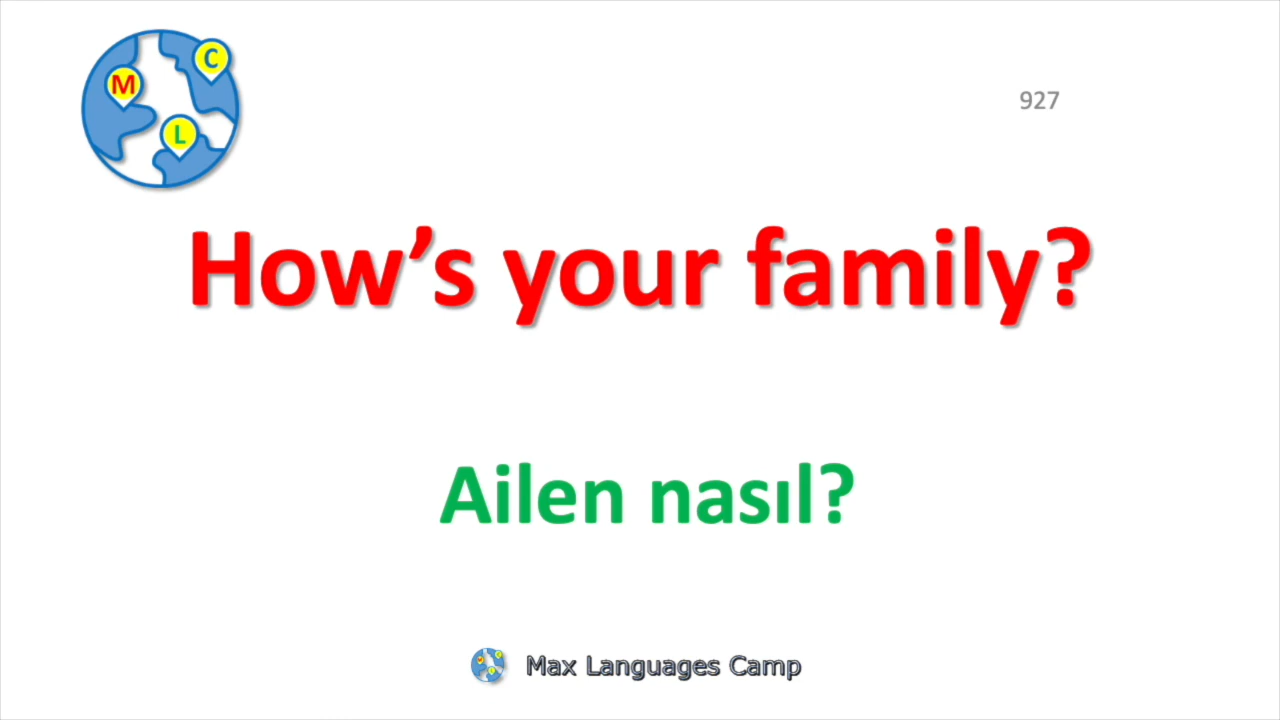 C
M
L
927
How’s your family?
Ailen nasıl?
Max Languages Camp